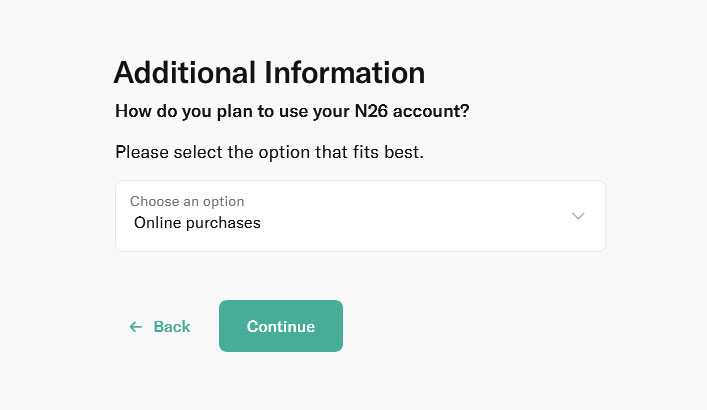 Additional Information
How do you plan to use your N26 account?
Please select the option that fits best.
Choose an option
Online purchases
← Back
Continue